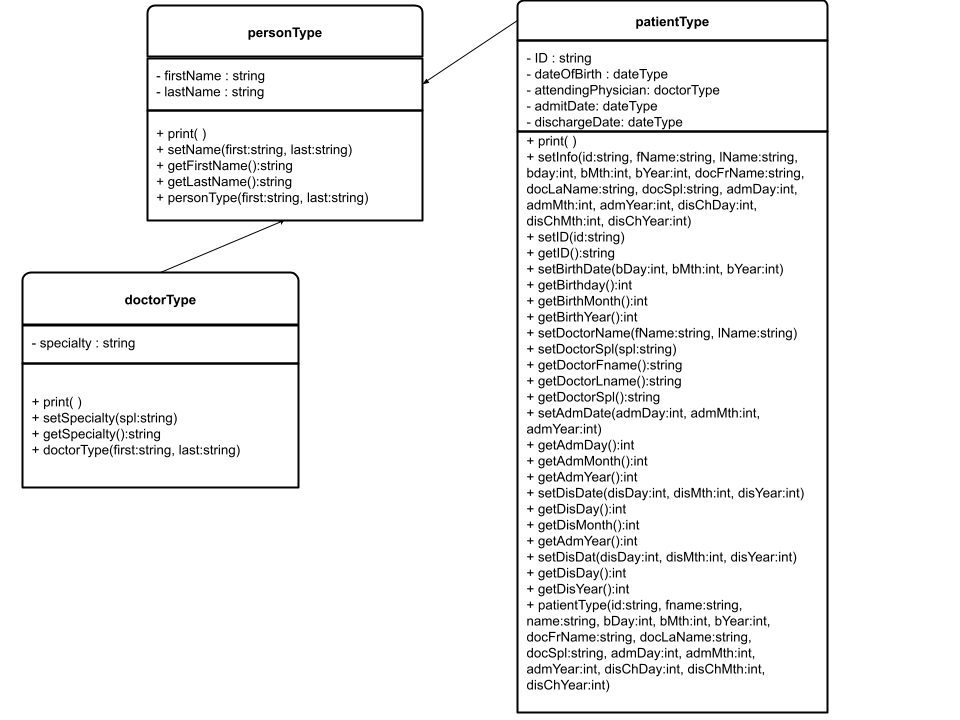 personType
- firstName : string
- lastName : string
+ print( )
+ setName(first:string, last:string)
+ getFirstName():string
+ getLastName():string
+ personType(first:string, last:string)
doctorType
- specialty : string
+ print( )
+ setSpecialty(spl:string)
+ getSpecialty():string
+ doctorType(first:string, last:string)
patientType
- ID : string
- dateOfBirth : dateType
- attendingPhysician: doctorType
- admitDate: dateType
- dischargeDate: dateType
+ print( )
+ setInfo(id:string, fName:string, lName:string,
bday:int, bMth:int, bYear:int, docFrName:string,
docLaName:string, docSpl:string, admDay:int,
admMth:int, admYear:int, disChDay:int,
disChMth:int, disChYear:int)
+ setID(id:string)
+ getID():string
+ setBirthDate(bDay:int, bMth:int, bYear:int)
+ getBirthday():int
+ getBirthMonth():int
+ getBirthYear():int
+ setDoctorName(fName:string, lName:string)
+ setDoctorSpl(spl:string)
+ getDoctorFname():string
+ getDoctorLname():string
+ getDoctorSpl():string
+ setAdmDate(admDay:int, admMth:int,
admYear:int)
+ getAdmDay():int
+ getAdmMonth():int
+ getAdmYear():int
+ setDisDate(disDay:int, disMth:int, disYear:int)
+ getDisDay():int
+ getDisMonth():int
+ getAdmYear():int
+ setDisDat(disDay:int, disMth:int, disYear:int)
+ getDisDay():int
+ getDisYear():int
+ patientType(id:string, fname:string,
name:string, bDay:int, bMth:int, bYear:int,
docFrName:string, docLaName:string,
docSpl:string, admDay:int, admMth:int,
admYear:int, disChDay:int, disChMth:int,
disChYear:int)